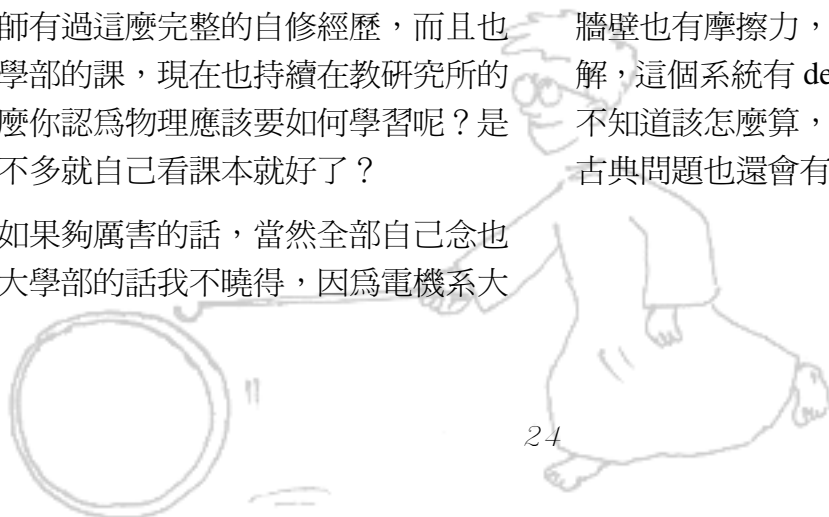 師有過這麼完整的自修經歷，而且也
學部的課，現在也持續在教研究所的
麼你認爲物理應該要如何學習呢？是
不多就自己看課本就好了？
如果夠厲害的話，當然全部自己念也
大學部的話我不曉得，因爲電機系大
牆壁也有摩擦力，
解，這個系統有 de
不知道該怎麼算，
古典問題也還會有
24